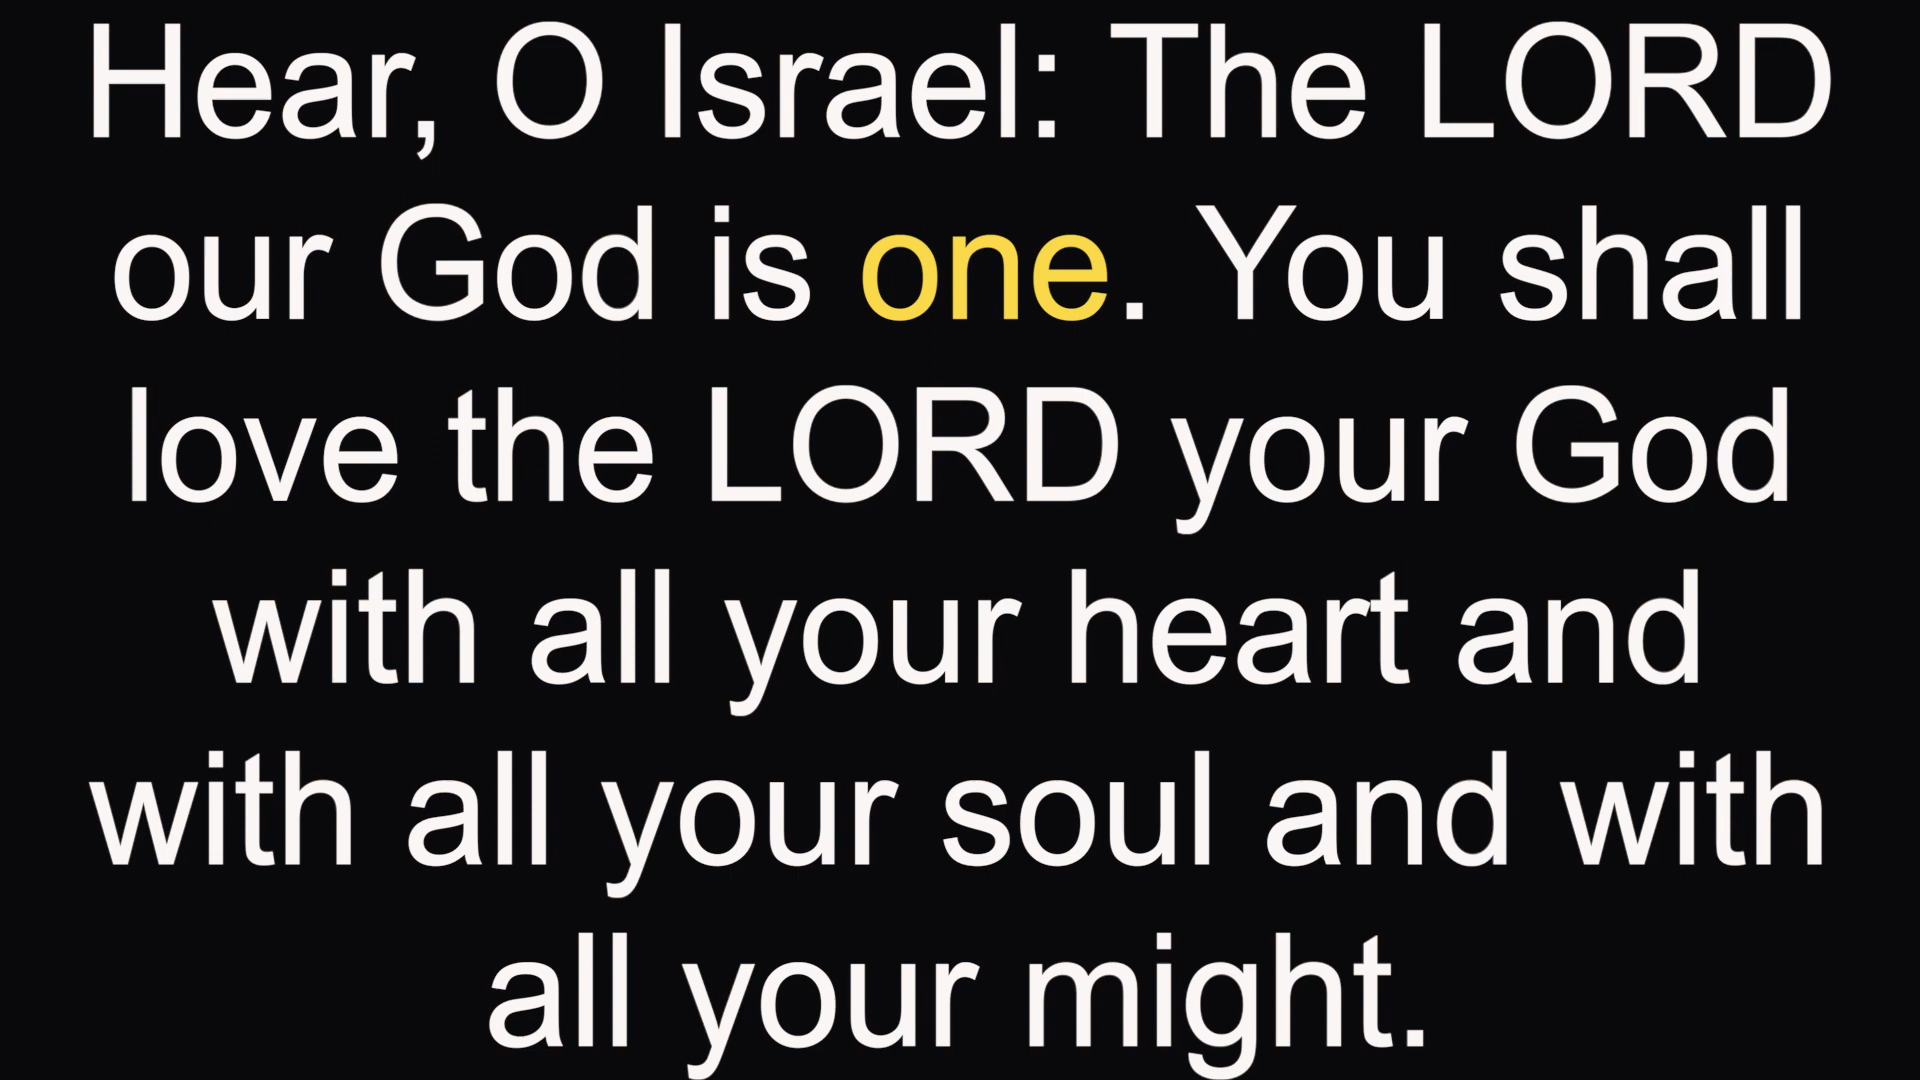 Hear, O Israel: The LORD
our God is one. You shall
love the LORD your God
with all your heart and
with all your soul and with
all your might.